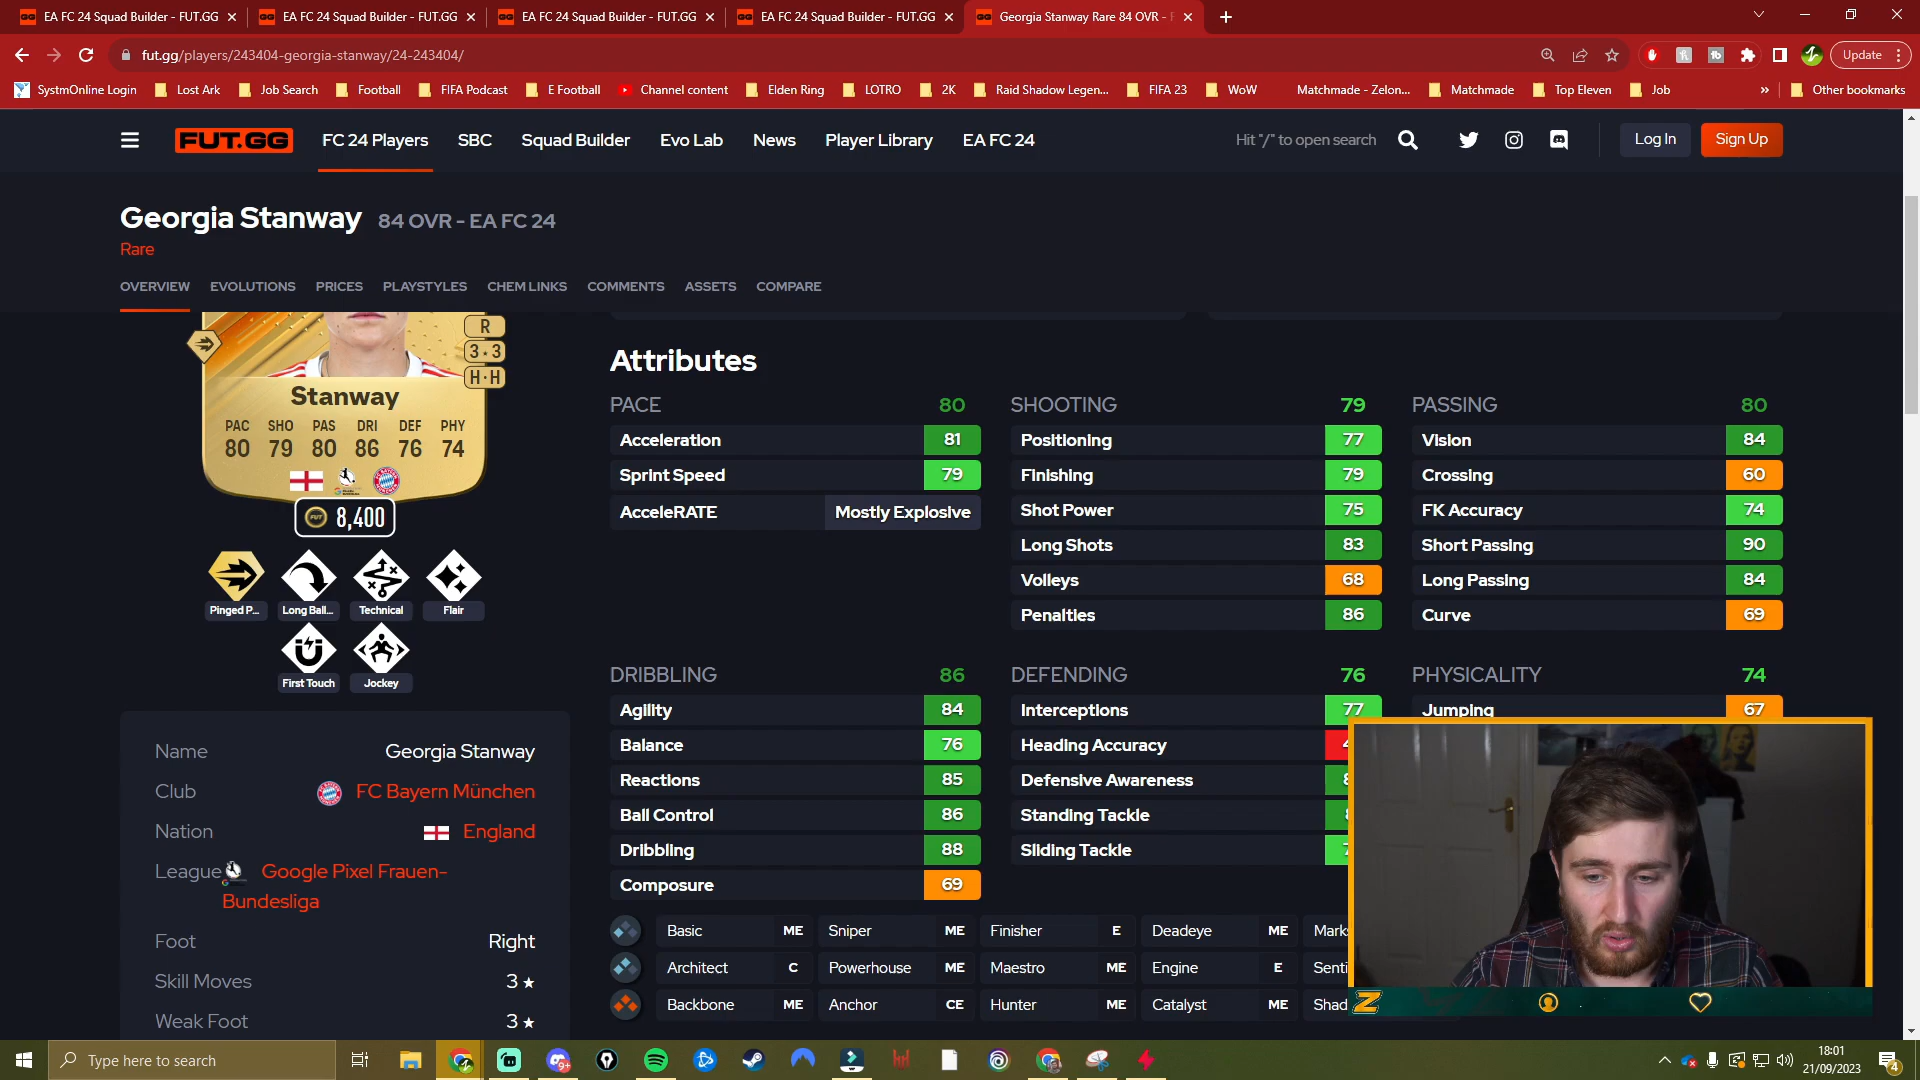 EA FC 24 Squad Builder - FUT.GG
EA FC 24 Squad Builder - FUT.GG
EA FC 24 Squad Builder - FUT.GG
EA FC 24 Squad Builder - FUT.GG
Georgia Stanway Rare 84 OVR -
fut.gg/players/243404-georgia-stanway/24-243404/
Update
SystmOnline Login
Lost Ark
Job Search
Football
FIFA Podcast
E Football
Channel content
Elden Ring
LOTRO
2K
Raid Shadow Legen...
FIFA 23
WoW
Matchmade - Zelon...
Matchmade
Top Eleven
Job
»
Other bookmarks
FUT.GG
FC 24 Players
SBC
Squad Builder
Evo Lab
News
Player Library
EA FC 24
Hit "/" to open search
Log In
Sign Up
Georgia Stanway 84 OVR - EA FC 24
Rare
OVERVIEW
EVOLUTIONS
PRICES
PLAYSTYLES
CHEM LINKS
COMMENTS
ASSETS
COMPARE
R
3 ★ 3
H·H
Stanway
PAC SHO PAS DRI DEF PHY
80 79 80 86 76 74
8,400
Pinged P...
Long Ball...
Technical
Flair
First Touch
Jockey
Name Georgia Stanway
Club FC Bayern München
Nation England
League Google Pixel Frauen-
Bundesliga
Foot Right
Skill Moves 3 ★
Weak Foot 3 ★
Attributes
PACE 80
Acceleration 81
Sprint Speed 79
AcceleRATE Mostly Explosive
SHOOTING 79
Positioning 77
Finishing 79
Shot Power 75
Long Shots 83
Volleys 68
Penalties 86
PASSING 80
Vision 84
Crossing 60
FK Accuracy 74
Short Passing 90
Long Passing 84
Curve 69
DRIBBLING 86
Agility 84
Balance 76
Reactions 85
Ball Control 86
Dribbling 88
Composure 69
DEFENDING 76
Interceptions 77
Heading Accuracy
Defensive Awareness
Standing Tackle
Sliding Tackle
PHYSICALITY 74
Jumping 67
Basic ME Sniper ME Finisher E Deadeye ME Mark
Architect C Powerhouse ME Maestro ME Engine E Senti
Backbone ME Anchor CE Hunter ME Catalyst ME Shad
Z
Type here to search
18:01
21/09/2023
4